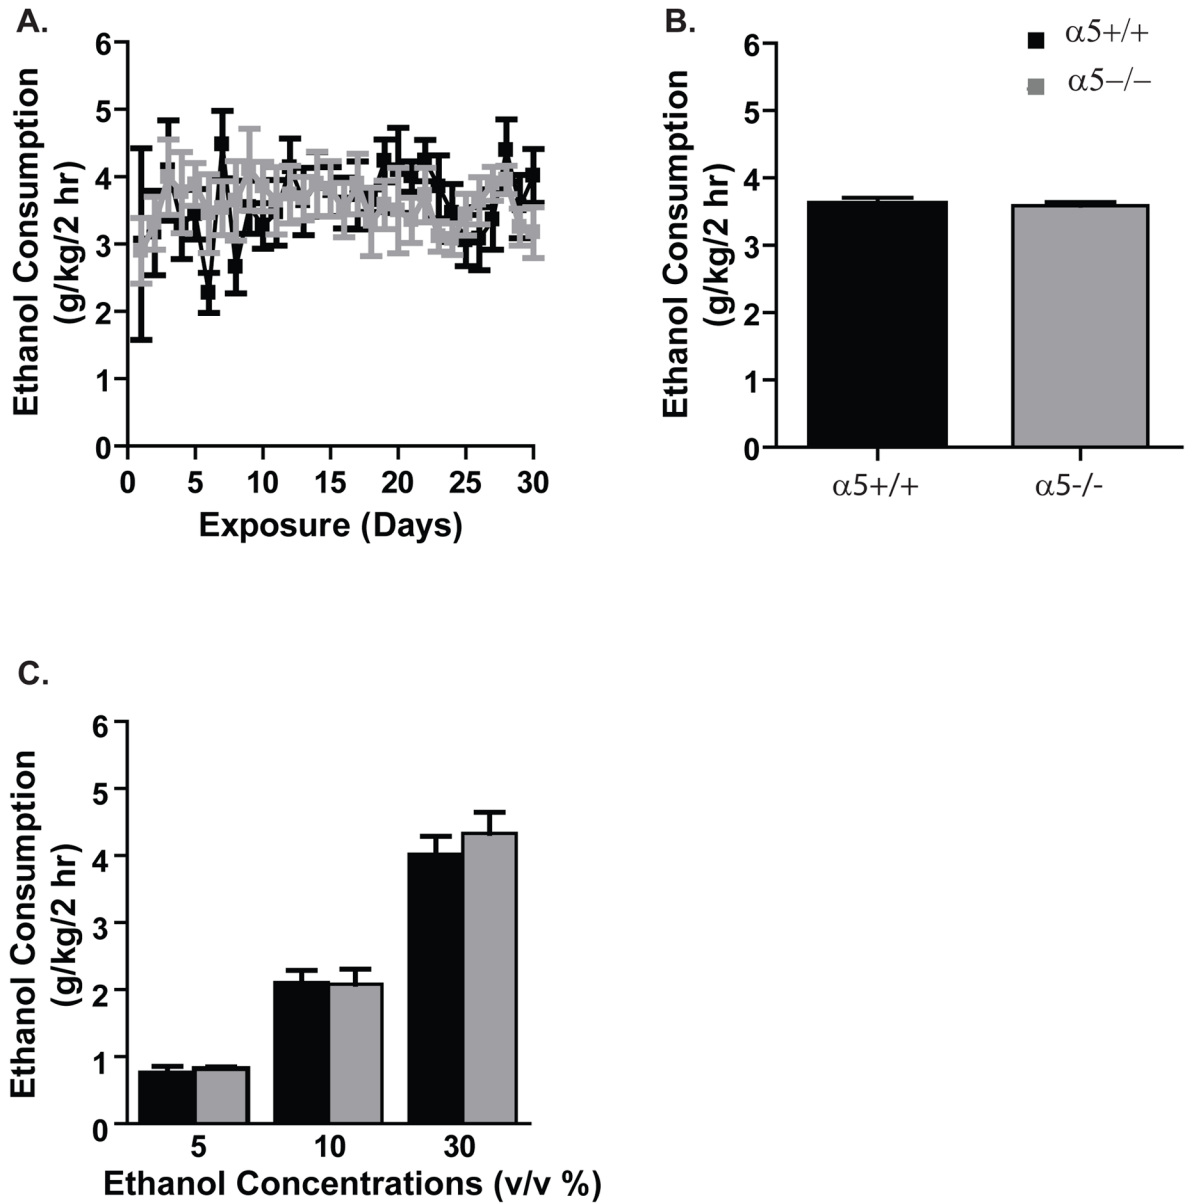 A.
Ethanol Consumption
(g/kg/2 hr)
6
5
4
3
2
1
0
0 5 10 15 20 25 30
Exposure (Days)
B.
α5+/+
α5−/−
Ethanol Consumption
(g/kg/2 hr)
6
5
4
3
2
1
0
α5+/+ α5-/-
C.
Ethanol Consumption
(g/kg/2 hr)
6
5
4
3
2
1
0
5 10 30
Ethanol Concentrations (v/v %)